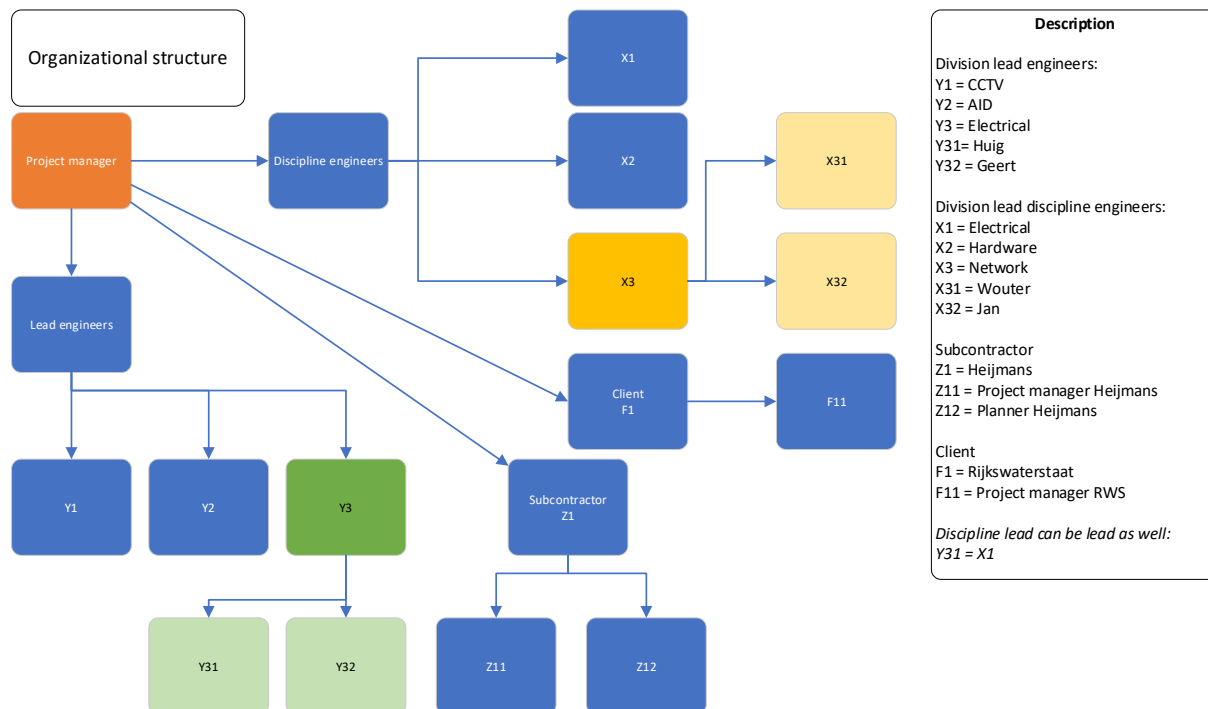 Organizational structure
Project manager
Discipline engineers
X1
X2
X31
X3
X32
Lead engineers
Client
F1
F11
Y1
Y2
Y3
Subcontractor
Z1
Y31
Y32
Z11
Z12
Description
Division lead engineers:
Y1 = CCTV
Y2 = AID
Y3 = Electrical
Y31= Huig
Y32 = Geert
Division lead discipline engineers:
X1 = Electrical
X2 = Hardware
X3 = Network
X31 = Wouter
X32 = Jan
Subcontractor
Z1 = Heijmans
Z11 = Project manager Heijmans
Z12 = Planner Heijmans
Client
F1 = Rijkswaterstaat
F11 = Project manager RWS
Discipline lead can be lead as well:
Y31 = X1